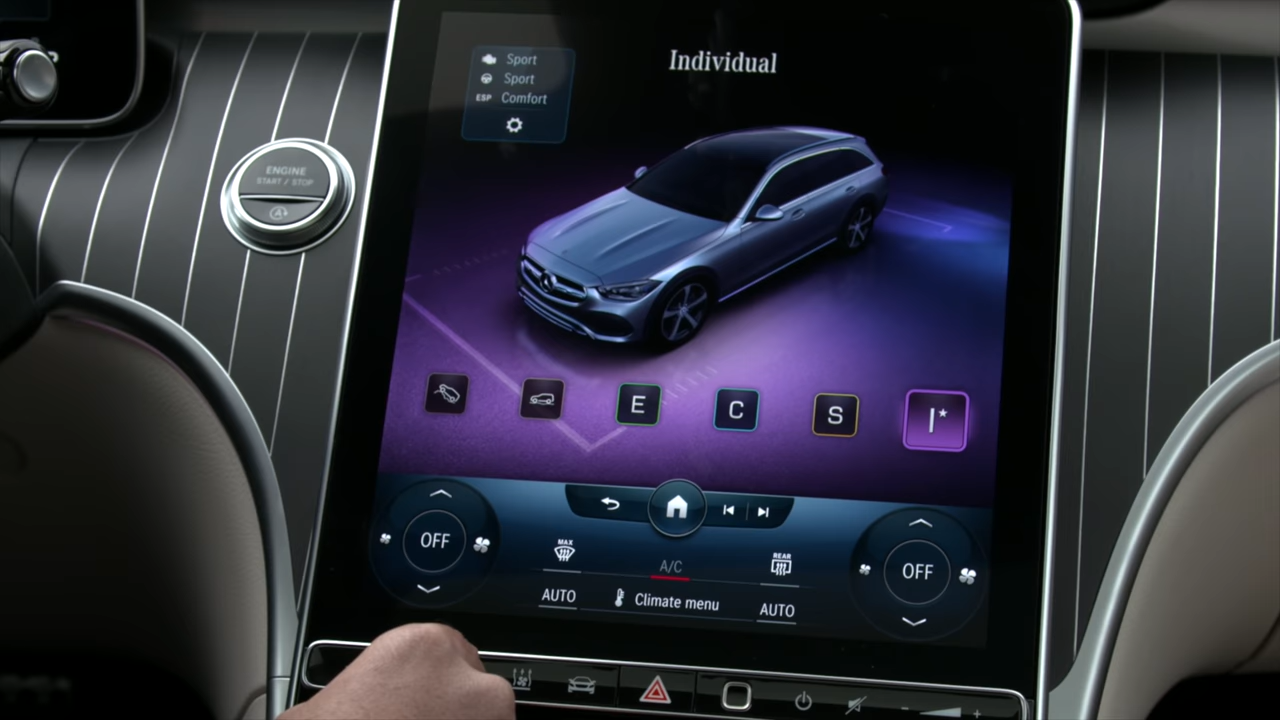 Individual
Sport
Sport
ESP Comfort
ENGINE
START / STOP
A
E
C
S
I*
OFF
MAX
A/C
REAR
OFF
AUTO
Climate menu
AUTO